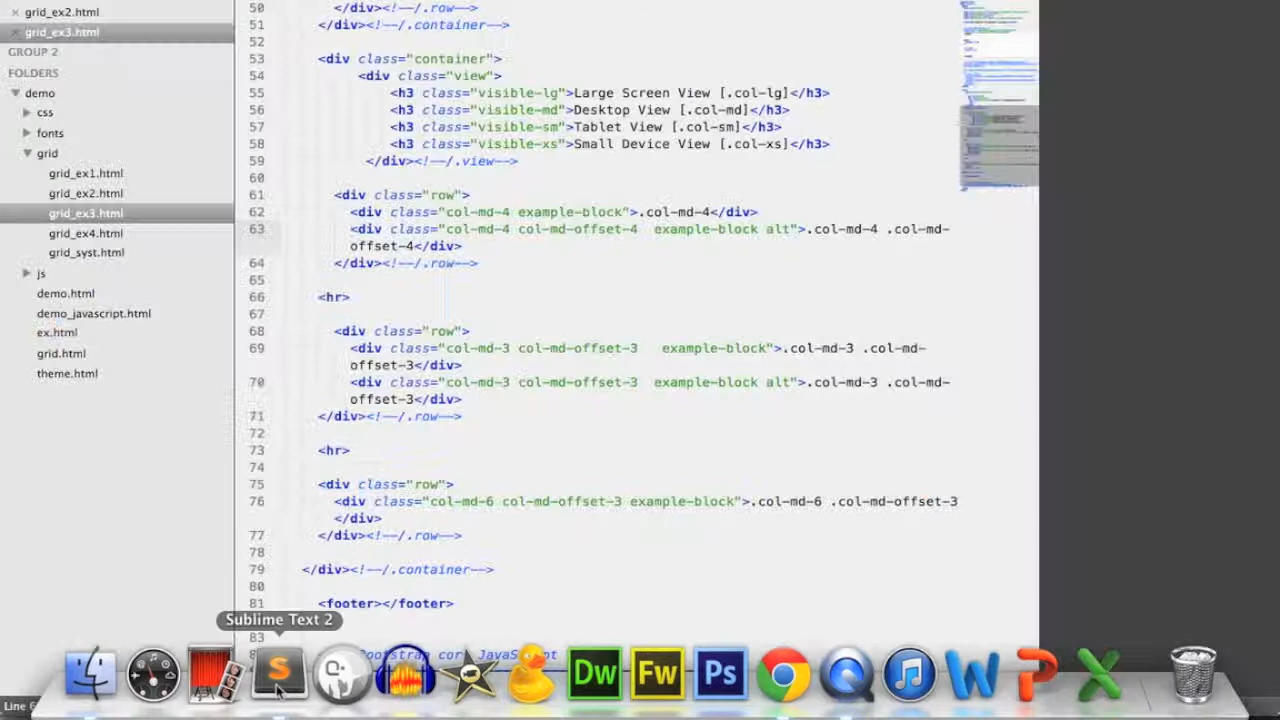 grid_ex2.html
grid_ex3.html
GROUP 2
FOLDERS
demo
css
fonts
grid
grid_ex1.html
grid_ex2.html
grid_ex3.html
grid_ex4.html
grid_syst.html
js
demo.html
demo_javascript.html
ex.html
grid.html
theme.html
50 </div><!--/.row-->
51 </div><!--/.container-->
52
53 <div class="container">
54 <div class="view">
55 <h3 class="visible-lg">Large Screen View [.col-lg]</h3>
56 <h3 class="visible-md">Desktop View [.col-md]</h3>
57 <h3 class="visible-sm">Tablet View [.col-sm]</h3>
58 <h3 class="visible-xs">Small Device View [.col-xs]</h3>
59 </div><!--/.view-->
60
61 <div class="row">
62 <div class="col-md-4 example-block">.col-md-4</div>
63 <div class="col-md-4 col-md-offset-4  example-block alt">.col-md-4 .col-md-
offset-4</div>
64 </div><!--/.row-->
65
66 <hr>
67
68 <div class="row">
69 <div class="col-md-3 col-md-offset-3   example-block">.col-md-3 .col-md-
offset-3</div>
70 <div class="col-md-3 col-md-offset-3  example-block alt">.col-md-3 .col-md-
offset-3</div>
71 </div><!--/.row-->
72
73 <hr>
74
75 <div class="row">
76 <div class="col-md-6 col-md-offset-3 example-block">.col-md-6 .col-md-offset-3
</div>
77 </div><!--/.row-->
78
79 </div><!--/.container-->
80
81 <footer></footer>
83
Bootstrap core JavaScript
Sublime Text 2
S
Dw
Fw
Ps
W
P
X
Line 6